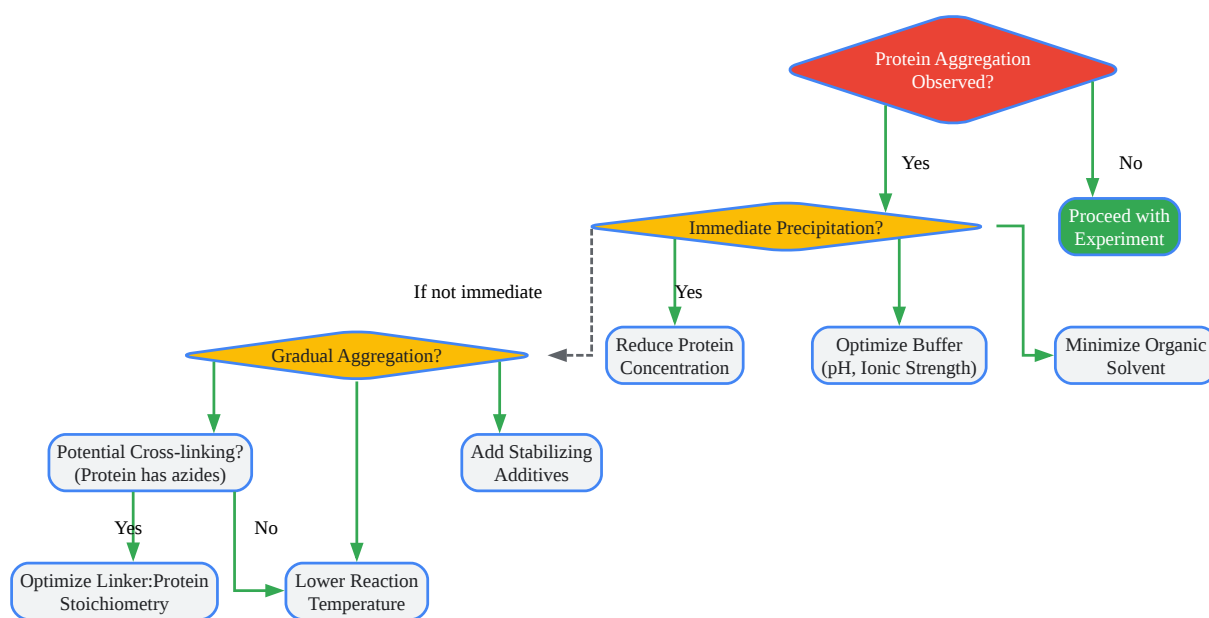 Protein Aggregation
Observed?
Yes
No
Proceed with
Experiment
Immediate Precipitation?
If not immediate
Yes
Gradual Aggregation?
Reduce Protein
Concentration
Optimize Buffer
(pH, Ionic Strength)
Minimize Organic
Solvent
Potential Cross-linking?
(Protein has azides)
Add Stabilizing
Additives
Yes
No
Optimize Linker:Protein
Stoichiometry
Lower Reaction
Temperature